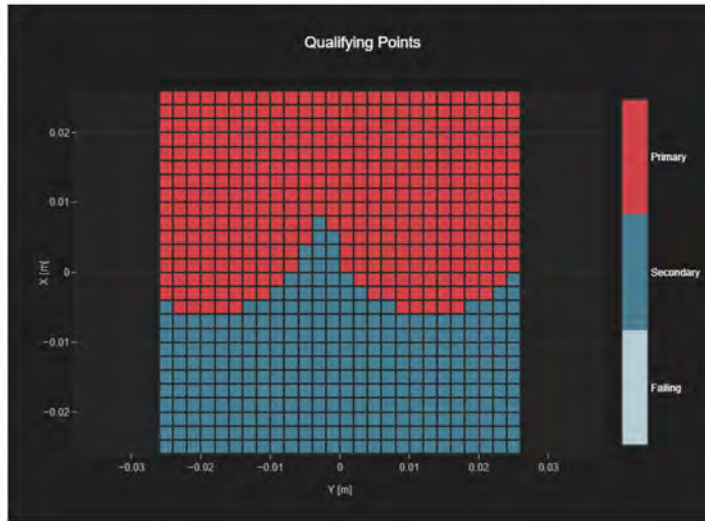 Qualifying Points
0.02
0.01
0
−0.01
−0.02
X [m]
−0.03
−0.02
−0.01
0
0.01
0.02
0.03
Y [m]
Primary
Secondary
Failing